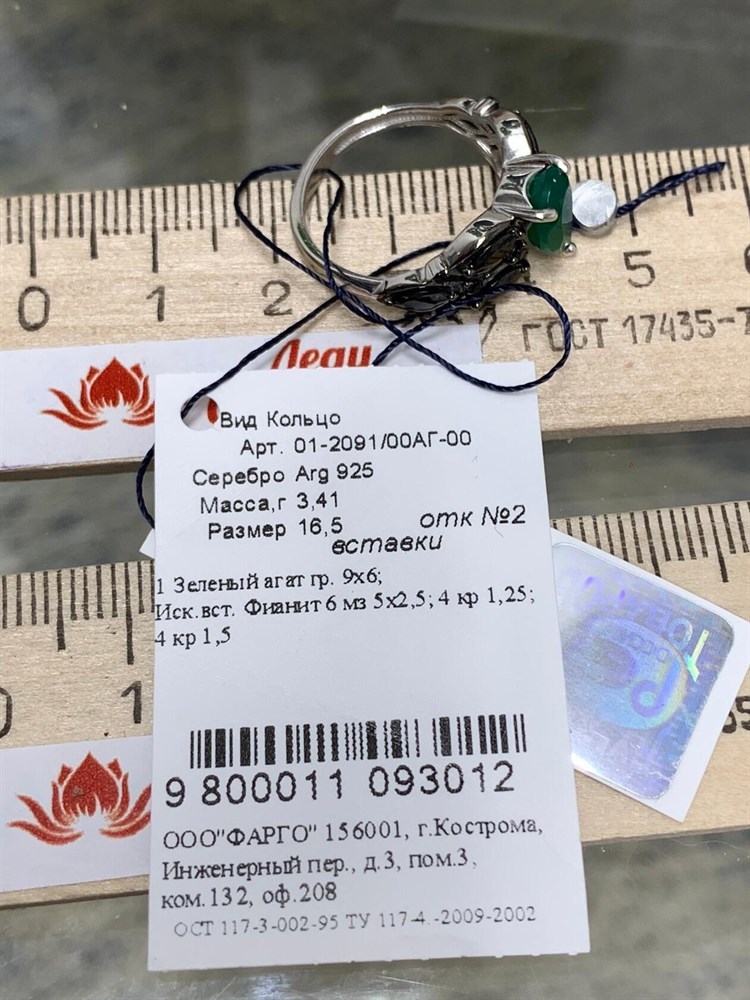 0 1 2 5
ГОСТ 17435-7
Леди
Вид Кольцо
Арт. 01-2091/00АГ-00
Серебро Arg 925
Масса,г 3,41
Размер 16,5 отк №2
вставки
1 Зеленый агат гр. 9х6;
Иск.вст. Фианит 6 мз 5х2,5; 4 кр 1,25;
4 кр 1,5
0 1
9 800011 093012
ООО"ФАРГО" 156001, г.Кострома,
Инженерный пер., д.3, пом.3,
ком.132, оф.208
ОСТ 117-3-002-95 ТУ 117-4.-2009-2002